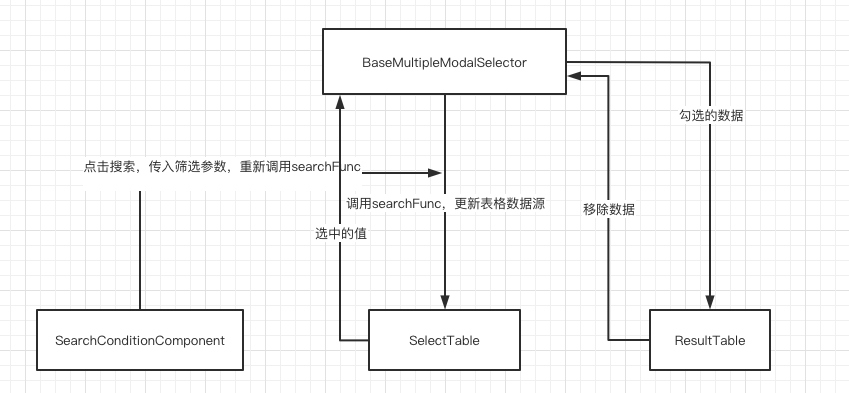 BaseMultipleModalSelector
勾选的数据
点击搜索，传入筛选参数，重新调用searchFunc
调用searchFunc，更新表格数据源
移除数据
选中的值
SearchConditionComponent
SelectTable
ResultTable